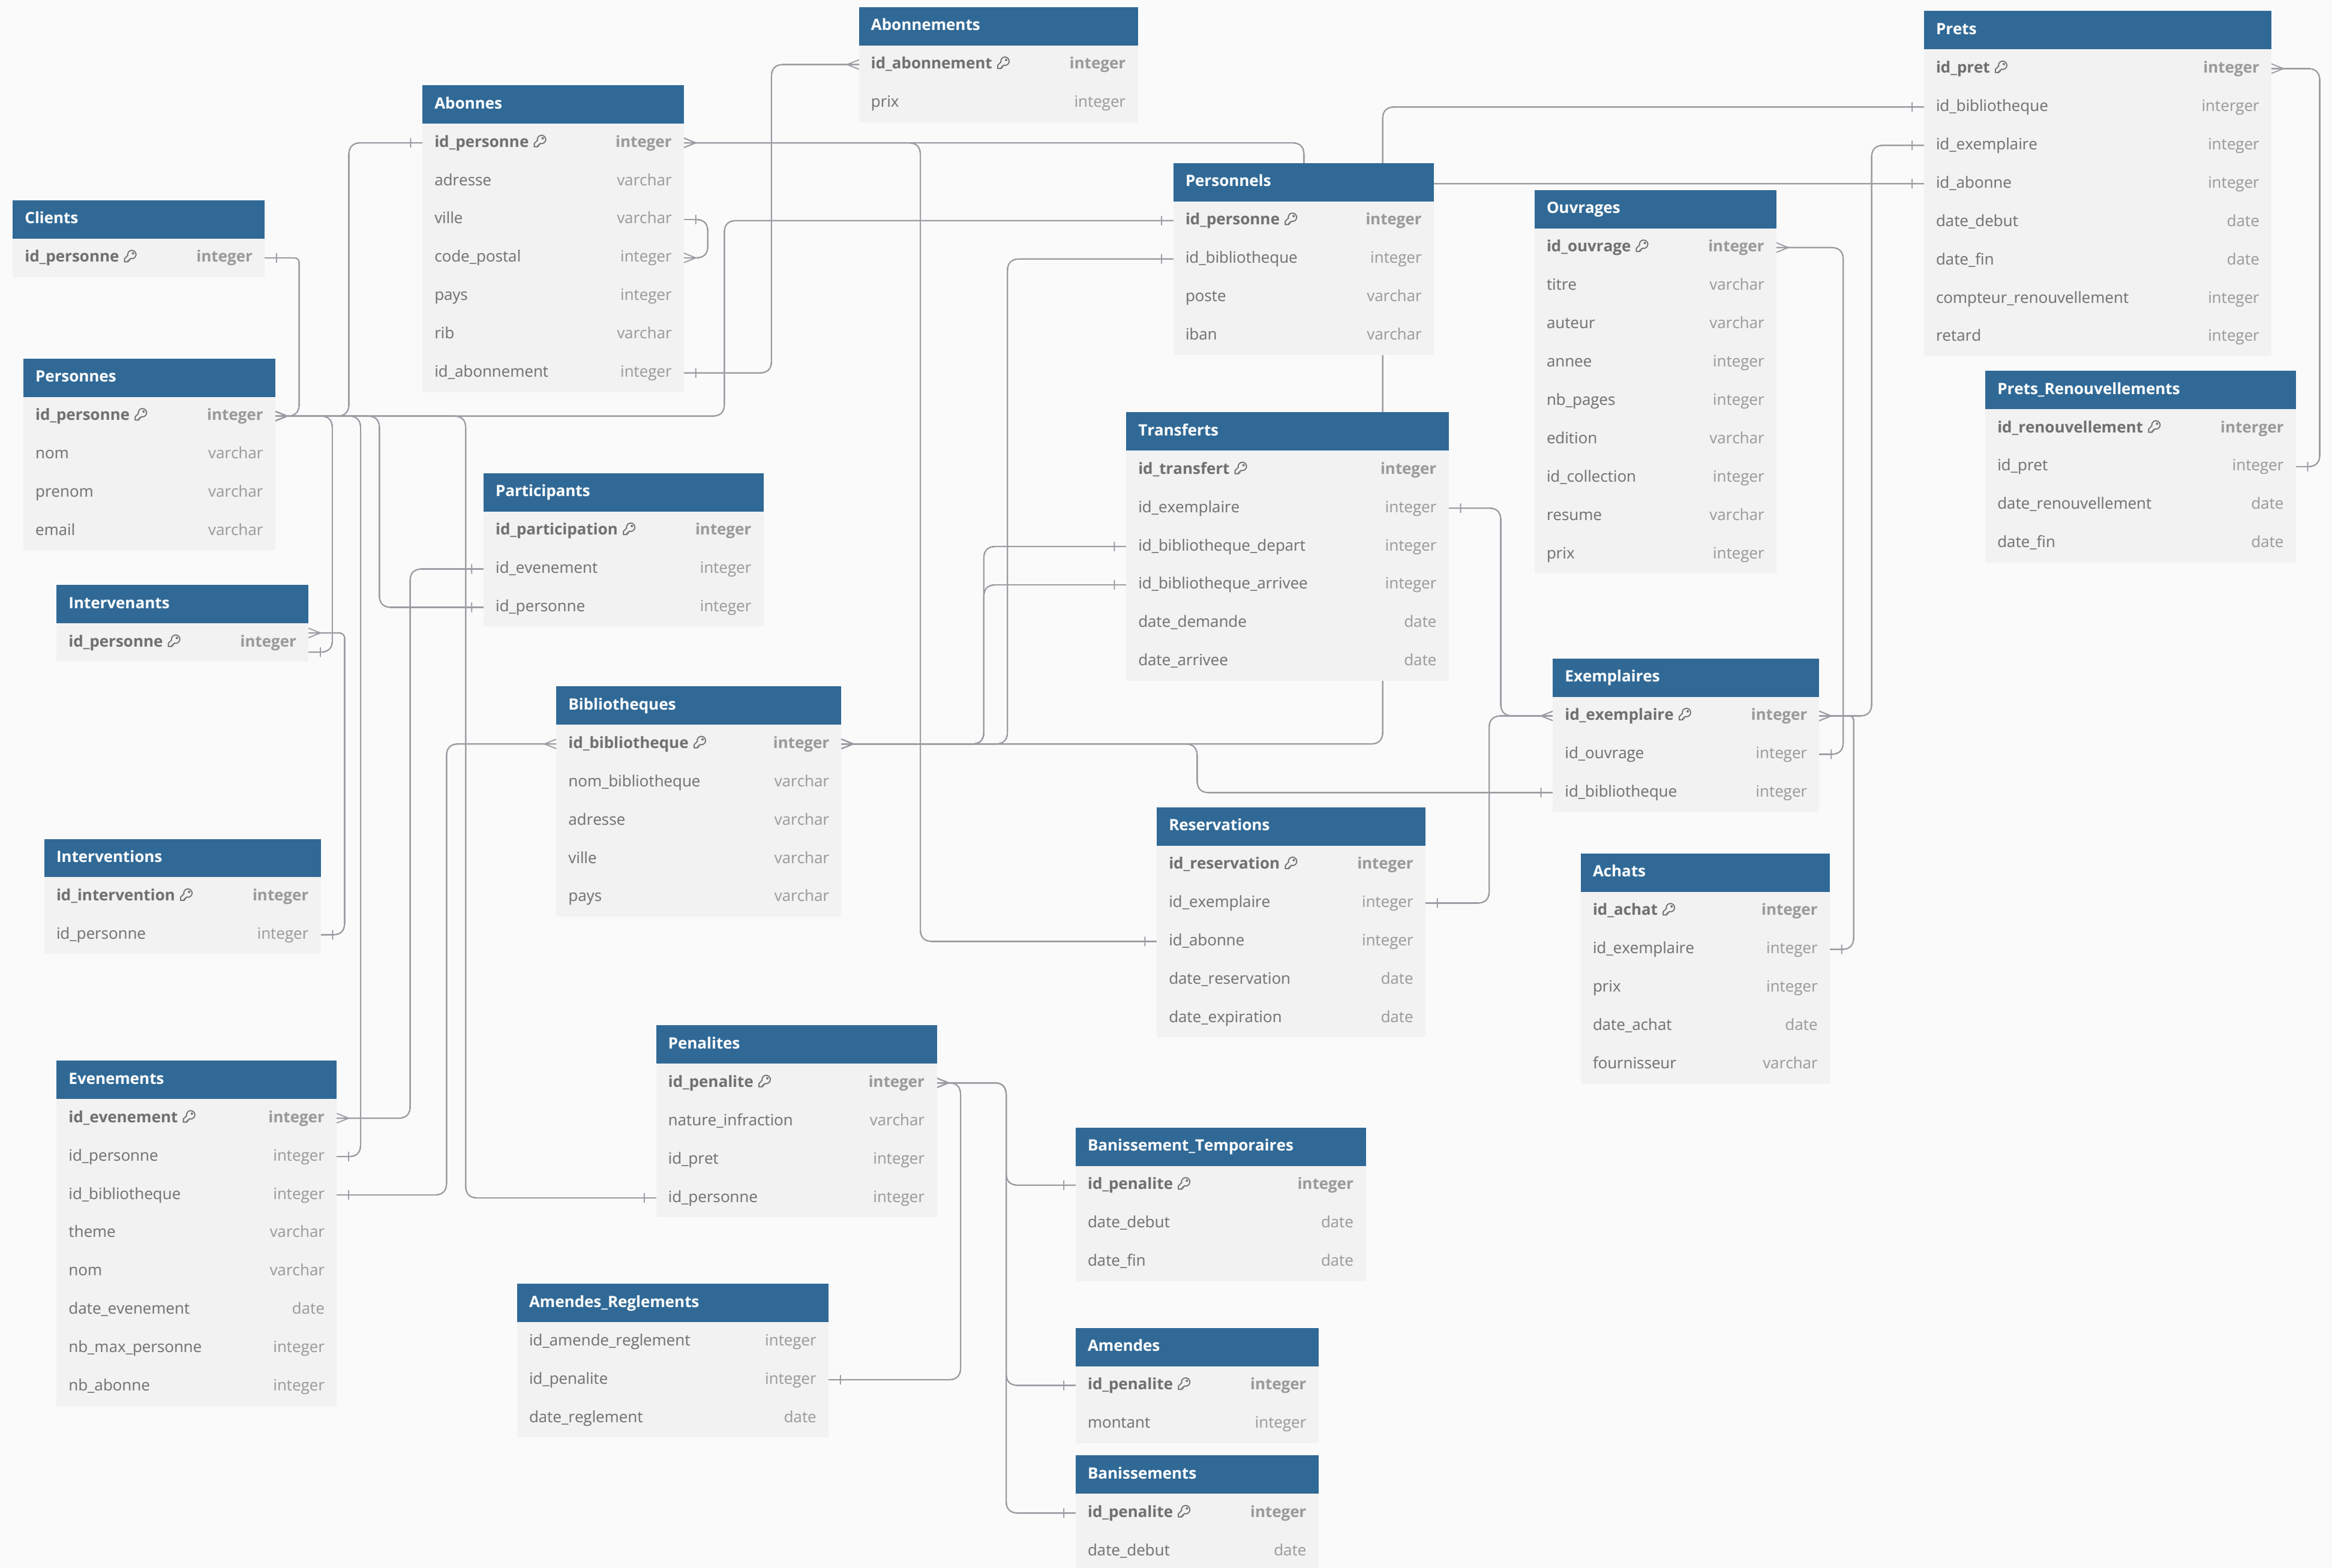 Abonnements
id_abonnement integer
prix integer
Prets
id_pret integer
id_bibliotheque interger
id_exemplaire integer
id_abonne integer
date_debut date
date_fin date
compteur_renouvellement integer
retard integer
Abonnes
id_personne integer
adresse varchar
ville varchar
code_postal integer
pays integer
rib varchar
id_abonnement integer
Personnels
id_personne integer
id_bibliotheque integer
poste varchar
iban varchar
Ouvrages
id_ouvrage integer
titre varchar
auteur varchar
annee integer
nb_pages integer
edition varchar
id_collection integer
resume varchar
prix integer
Clients
id_personne integer
Personnes
id_personne integer
nom varchar
prenom varchar
email varchar
Prets_Renouvellements
id_renouvellement interger
id_pret integer
date_renouvellement date
date_fin date
Transferts
id_transfert integer
id_exemplaire integer
id_bibliotheque_depart integer
id_bibliotheque_arrivee integer
date_demande date
date_arrivee date
Participants
id_participation integer
id_evenement integer
id_personne integer
Intervenants
id_personne integer
Exemplaires
id_exemplaire integer
id_ouvrage integer
id_bibliotheque integer
Bibliotheques
id_bibliotheque integer
nom_bibliotheque varchar
adresse varchar
ville varchar
pays varchar
Reservations
id_reservation integer
id_exemplaire integer
id_abonne integer
date_reservation date
date_expiration date
Interventions
id_intervention integer
id_personne integer
Achats
id_achat integer
id_exemplaire integer
prix integer
date_achat date
fournisseur varchar
Penalites
id_penalite integer
nature_infraction varchar
id_pret integer
id_personne integer
Evenements
id_evenement integer
id_personne integer
id_bibliotheque integer
theme varchar
nom varchar
date_evenement date
nb_max_personne integer
nb_abonne integer
Banissement_Temporaires
id_penalite integer
date_debut date
date_fin date
Amendes_Reglements
id_amende_reglement integer
id_penalite integer
date_reglement date
Amendes
id_penalite integer
montant integer
Banissements
id_penalite integer
date_debut date